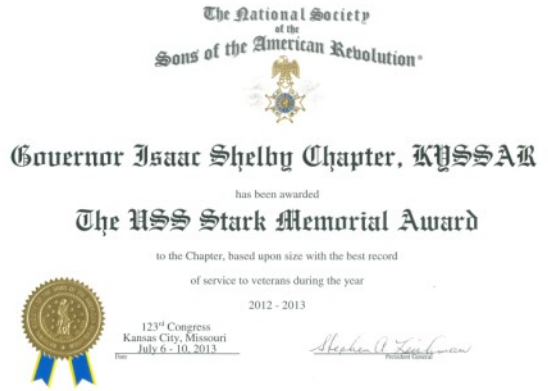 The National Society
of the
Sons of the American Revolution®
Governor Isaac Shelby Chapter, KYSSAR
has been awarded
The USS Stark Memorial Award
to the Chapter, based upon size with the best record
of service to veterans during the year
2012 - 2013
123rd Congress
Kansas City, Missouri
July 6 - 10, 2013
Date
Stephen A
President General